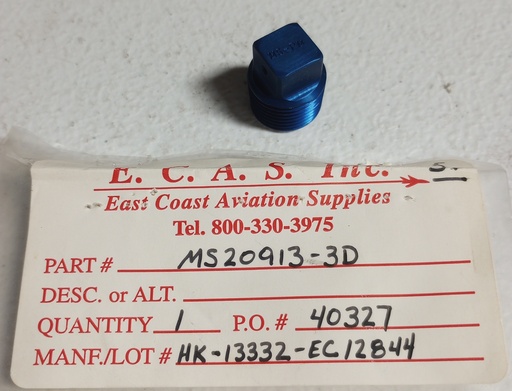 E. C. A. S. Inc.
East Coast Aviation Supplies
Tel. 800-330-3975
PART # MS20913-3D
DESC. or ALT.
QUANTITY 1 P.O. # 40327
MANF./LOT # HK-13332-EC12844